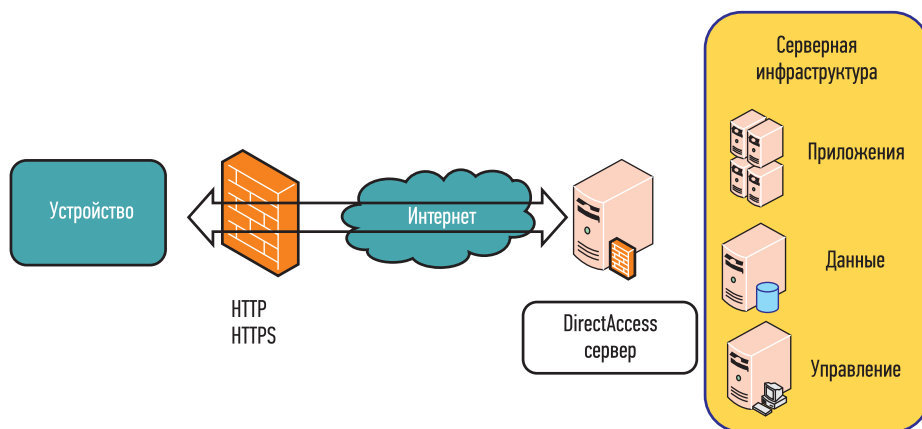 Серверная
инфраструктура
Приложения
Устройство
Интернет
Данные
HTTP
HTTPS
DirectAccess
сервер
Управление